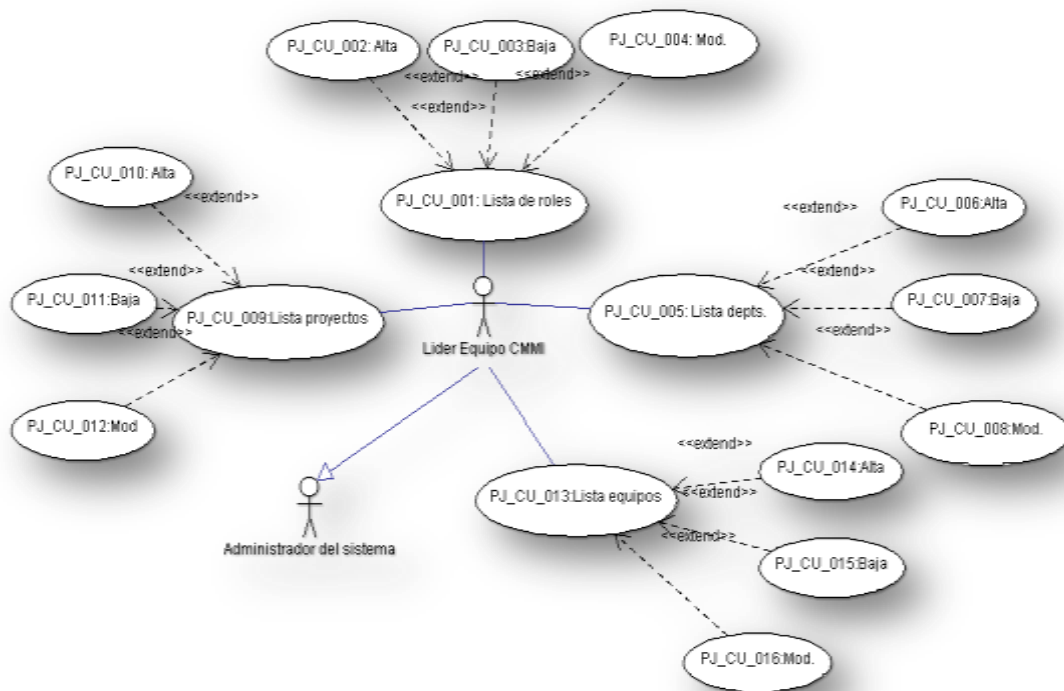 PJ_CU_002: Alta
PJ_CU_003:Baja
PJ_CU_004: Mod.
<<extend>>
<<extend>>
<<extend>>
PJ_CU_001: Lista de roles
PJ_CU_010: Alta
<<extend>>
PJ_CU_011:Baja
<<extend>>
<<extend>>
PJ_CU_009:Lista proyectos
PJ_CU_012:Mod
Lider Equipo CMMI
PJ_CU_005: Lista depts.
<<extend>>
PJ_CU_006:Alta
<<extend>>
PJ_CU_007:Baja
<<extend>>
PJ_CU_008:Mod.
Administrador del sistema
PJ_CU_013:Lista equipos
<<extend>>
PJ_CU_014:Alta
<<extend>>
<<extend>>
PJ_CU_015:Baja
PJ_CU_016:Mod.